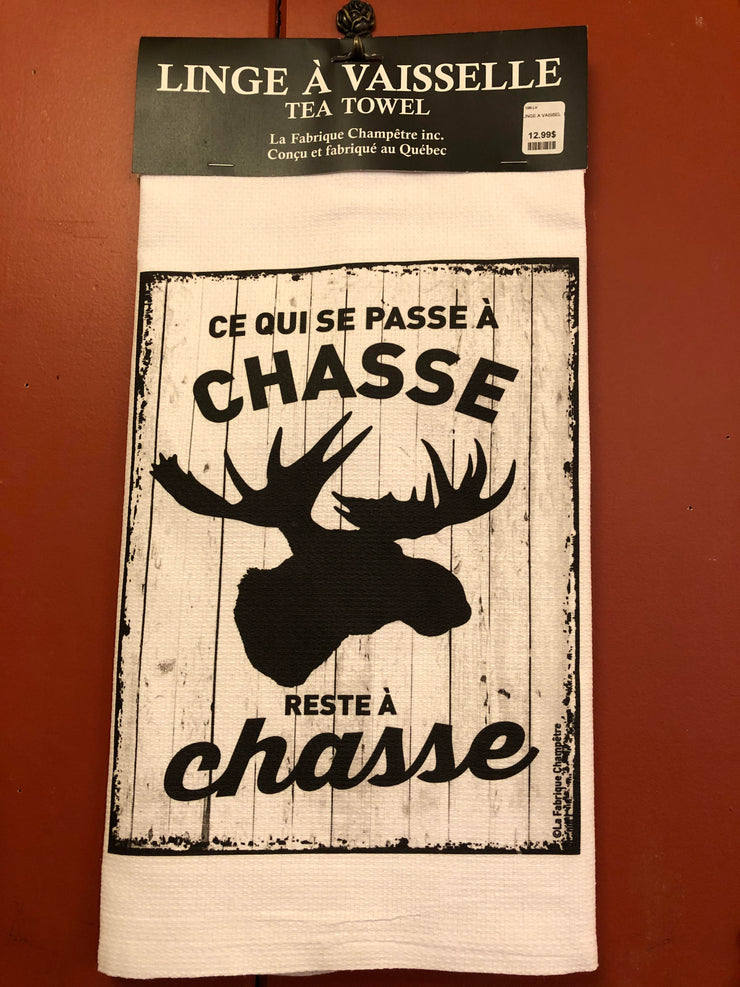 LINGE À VAISSELLE
TEA TOWEL
La Fabrique Champêtre inc.
Conçu et fabriqué au Québec
LINGE A VAISSEL
12.99$
CE QUI SE PASSE À
CHASSE
RESTE À
chasse
©La Fabrique Champêtre